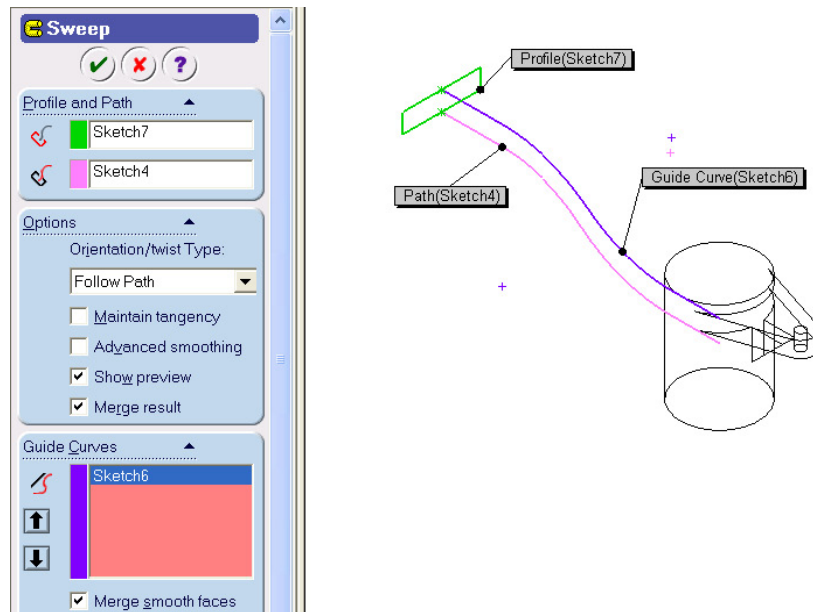 Sweep
?
Profile and Path
Sketch7
Sketch4
Options
Orientation/twist Type:
Follow Path
Maintain tangency
Advanced smoothing
Show preview
Merge result
Guide Curves
Sketch6
Merge smooth faces
Profile(Sketch7)
Path(Sketch4)
Guide Curve(Sketch6)